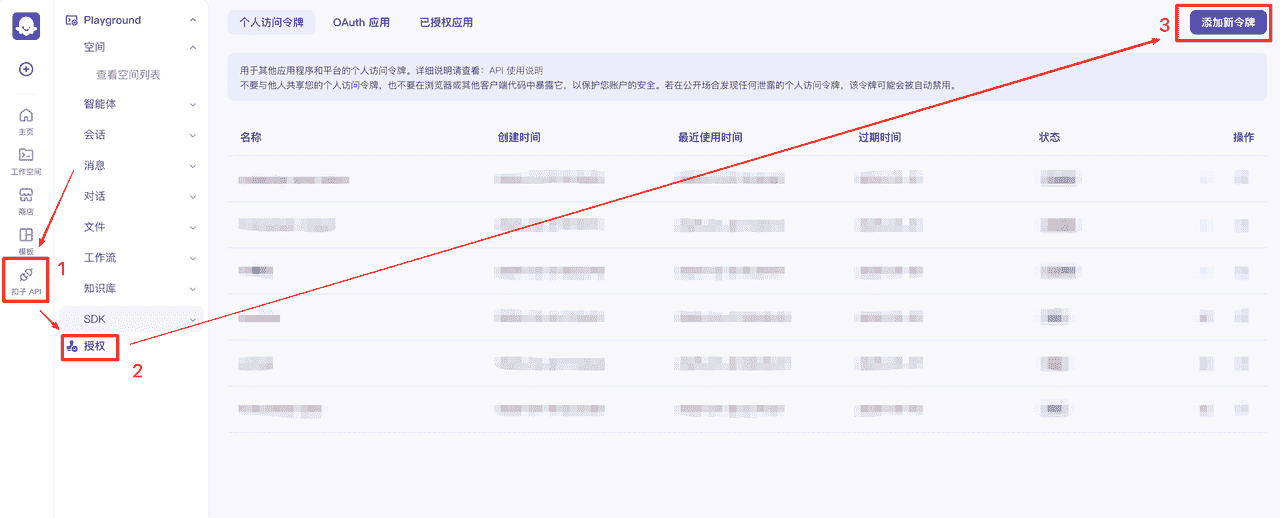 主页
工作空间
商店
模板
扣子 API
1
Playground
空间
查看空间列表
智能体
会话
消息
对话
文件
工作流
知识库
SDK
授权
2
个人访问令牌 OAuth 应用 已授权应用
3
添加新令牌
用于其他应用程序和平台的个人访问令牌。详细说明请查看：API 使用说明
不要与他人共享您的个人访问令牌，也不要在浏览器或其他客户端代码中暴露它，以保护您账户的安全。若在公开场合发现任何泄露的个人访问令牌，该令牌可能会被自动禁用。
名称 创建时间 最近使用时间 过期时间 状态 操作